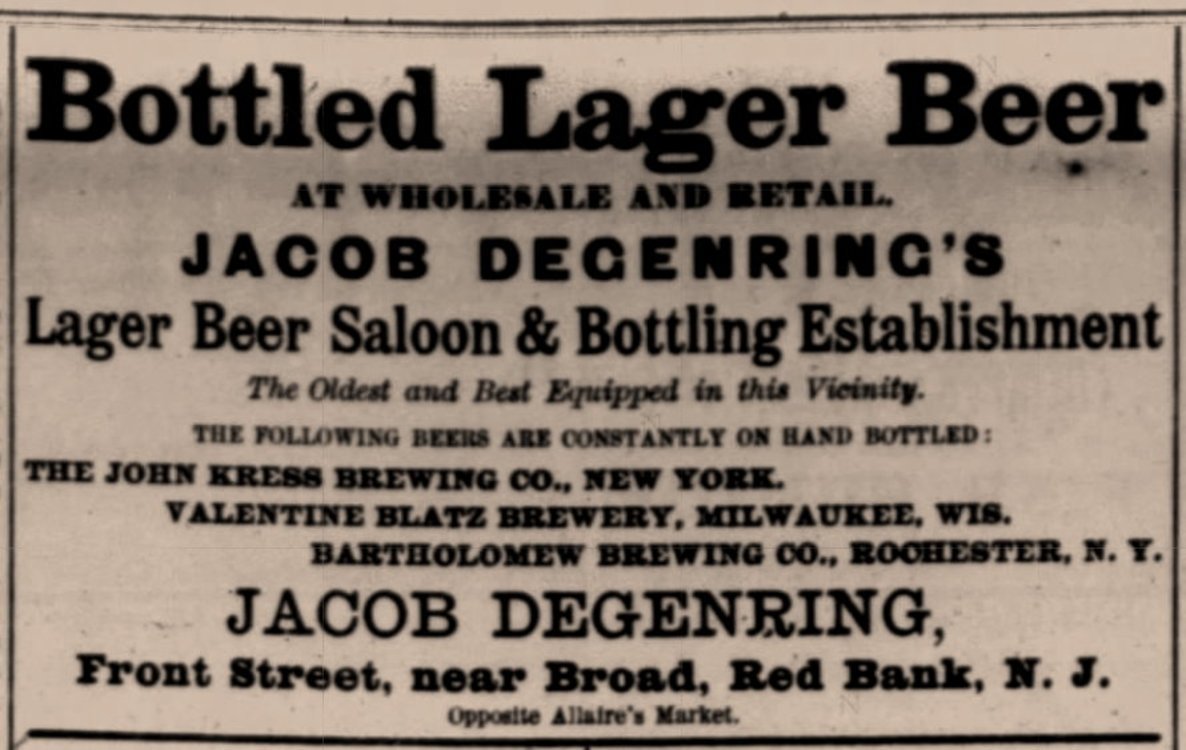 Bottled Lager Beer
AT WHOLESALE AND RETAIL.
JACOB DEGENRING'S
Lager Beer Saloon & Bottling Establishment
The Oldest and Best Equipped in this Vicinity.
THE FOLLOWING BEERS ARE CONSTANTLY ON HAND BOTTLED:
THE JOHN KRESS BREWING CO., NEW YORK.
VALENTINE BLATZ BREWERY, MILWAUKEE, WIS.
BARTHOLOMEW BREWING CO., ROCHESTER, N. Y.
JACOB DEGENRING,
Front Street, near Broad, Red Bank, N. J.
Opposite Allaire's Market.